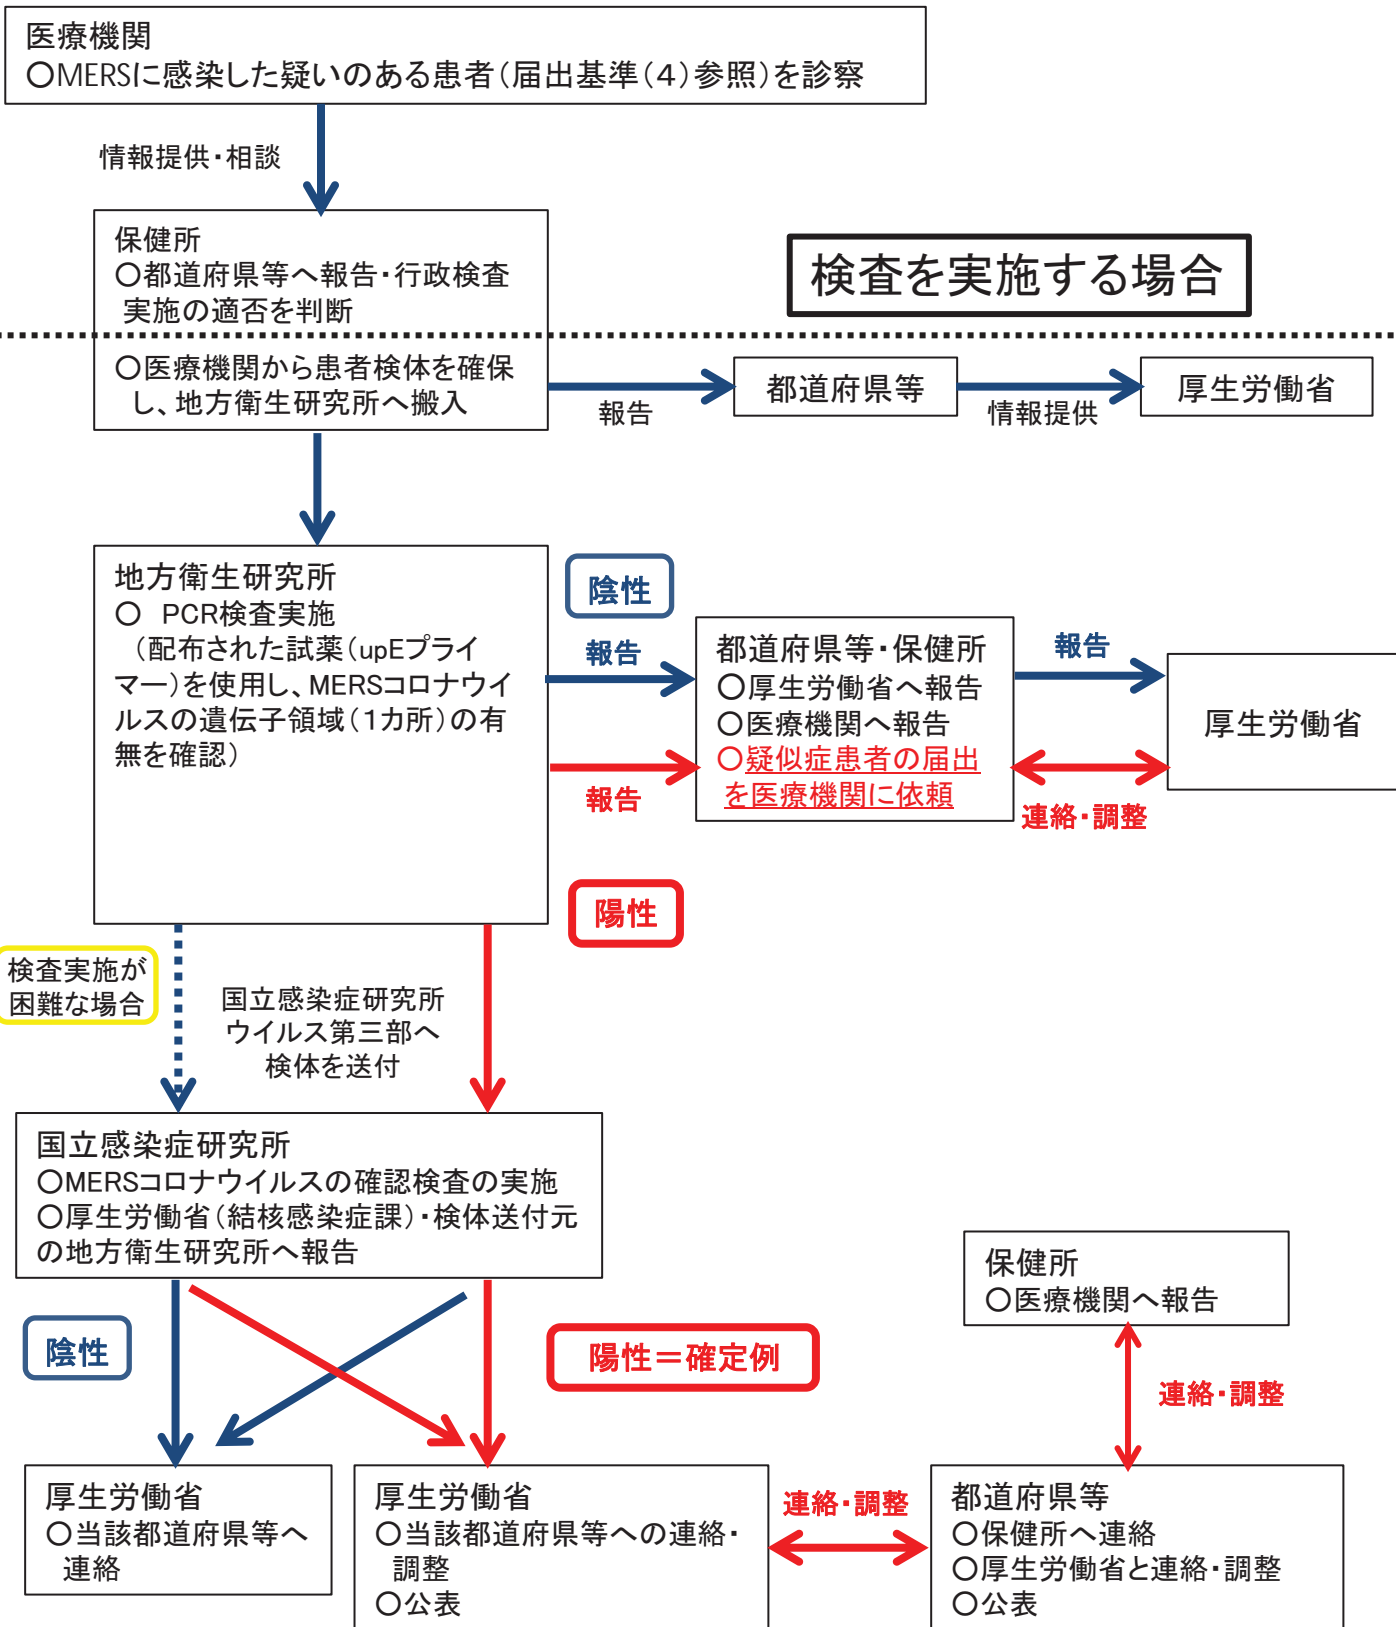 医療機関
○MERSに感染した疑いのある患者(届出基準(4)参照)を診察
情報提供・相談
保健所
○都道府県等へ報告・行政検査
実施の適否を判断
検査を実施する場合
○医療機関から患者検体を確保
し、地方衛生研究所へ搬入
報告
都道府県等
情報提供
厚生労働省
地方衛生研究所
○ PCR検査実施
(配布された試薬(upEプライ
マー)を使用し、MERSコロナウイ
ルスの遺伝子領域(1カ所)の有
無を確認)
陰性
報告
報告
陽性
都道府県等・保健所
○厚生労働省へ報告
○医療機関へ報告
○疑似症患者の届出
を医療機関に依頼
報告
連絡・調整
厚生労働省
検査実施が
困難な場合
国立感染症研究所
ウイルス第三部へ
検体を送付
国立感染症研究所
○MERSコロナウイルスの確認検査の実施
○厚生労働省(結核感染症課)・検体送付元
の地方衛生研究所へ報告
陰性
陽性=確定例
保健所
○医療機関へ報告
連絡・調整
厚生労働省
○当該都道府県等へ
連絡
厚生労働省
○当該都道府県等への連絡・
調整
○公表
連絡・調整
都道府県等
○保健所へ連絡
○厚生労働省と連絡・調整
○公表